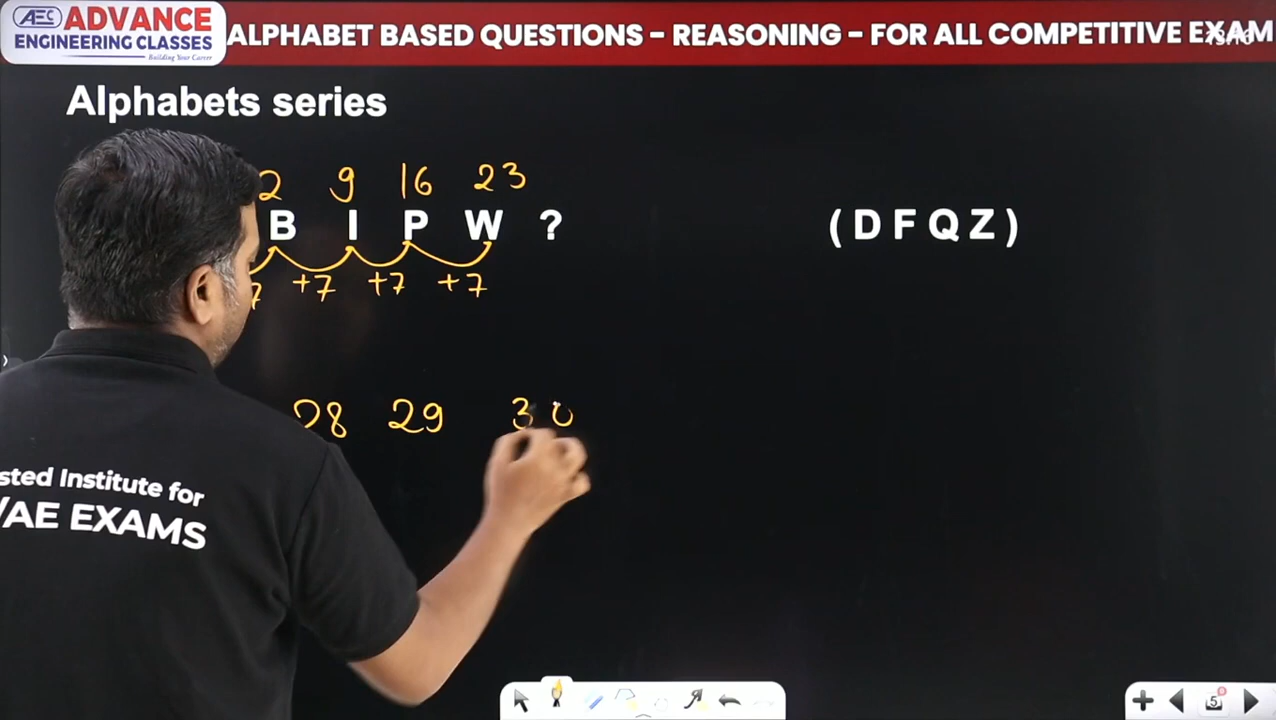 AEC ADVANCE
ENGINEERING CLASSES
Building Your Career
ALPHABET BASED QUESTIONS - REASONING - FOR ALL COMPETITIVE EXAM
Alphabets series
2 9 16 23
B I P W ? ( D F Q Z )
7 +7 +7 +7
28 29 30
sted Institute for
/AE EXAMS
5